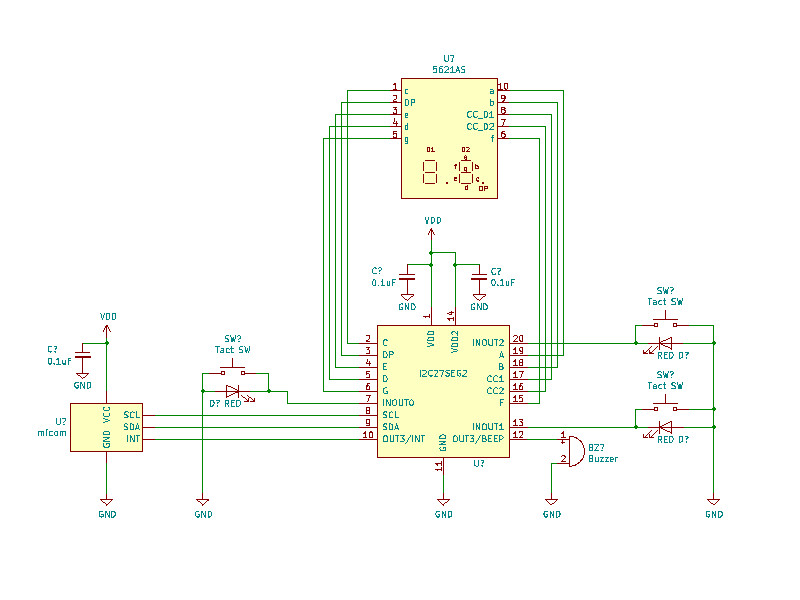 U?
5621AS
1 c
2 DP
3 e
4 d
5 g
a 10
b 9
CC_D1 8
CC_D2 7
f 6
D1 D2
a
f b
g
e c
d DP
VDD
C?
0.1uF
GND
C?
0.1uF
GND
1 VDD
14 VDD2
2 C
3 DP
4 E
5 D
6 G
7 INOUT0
8 SCL
9 SDA
10 OUT3/INT
I2C27SEG2
INOUT2 20
A 19
B 18
CC1 17
CC2 16
F 15
INOUT1 13
OUT3/BEEP 12
GND 11
U?
GND
VDD
C?
0.1uF
GND
U?
micom
VCC
GND
SCL
SDA
INT
GND
SW?
Tact SW
D? RED
GND
SW?
Tact SW
RED D?
SW?
Tact SW
RED D?
1
+
2
BZ?
Buzzer
GND
GND